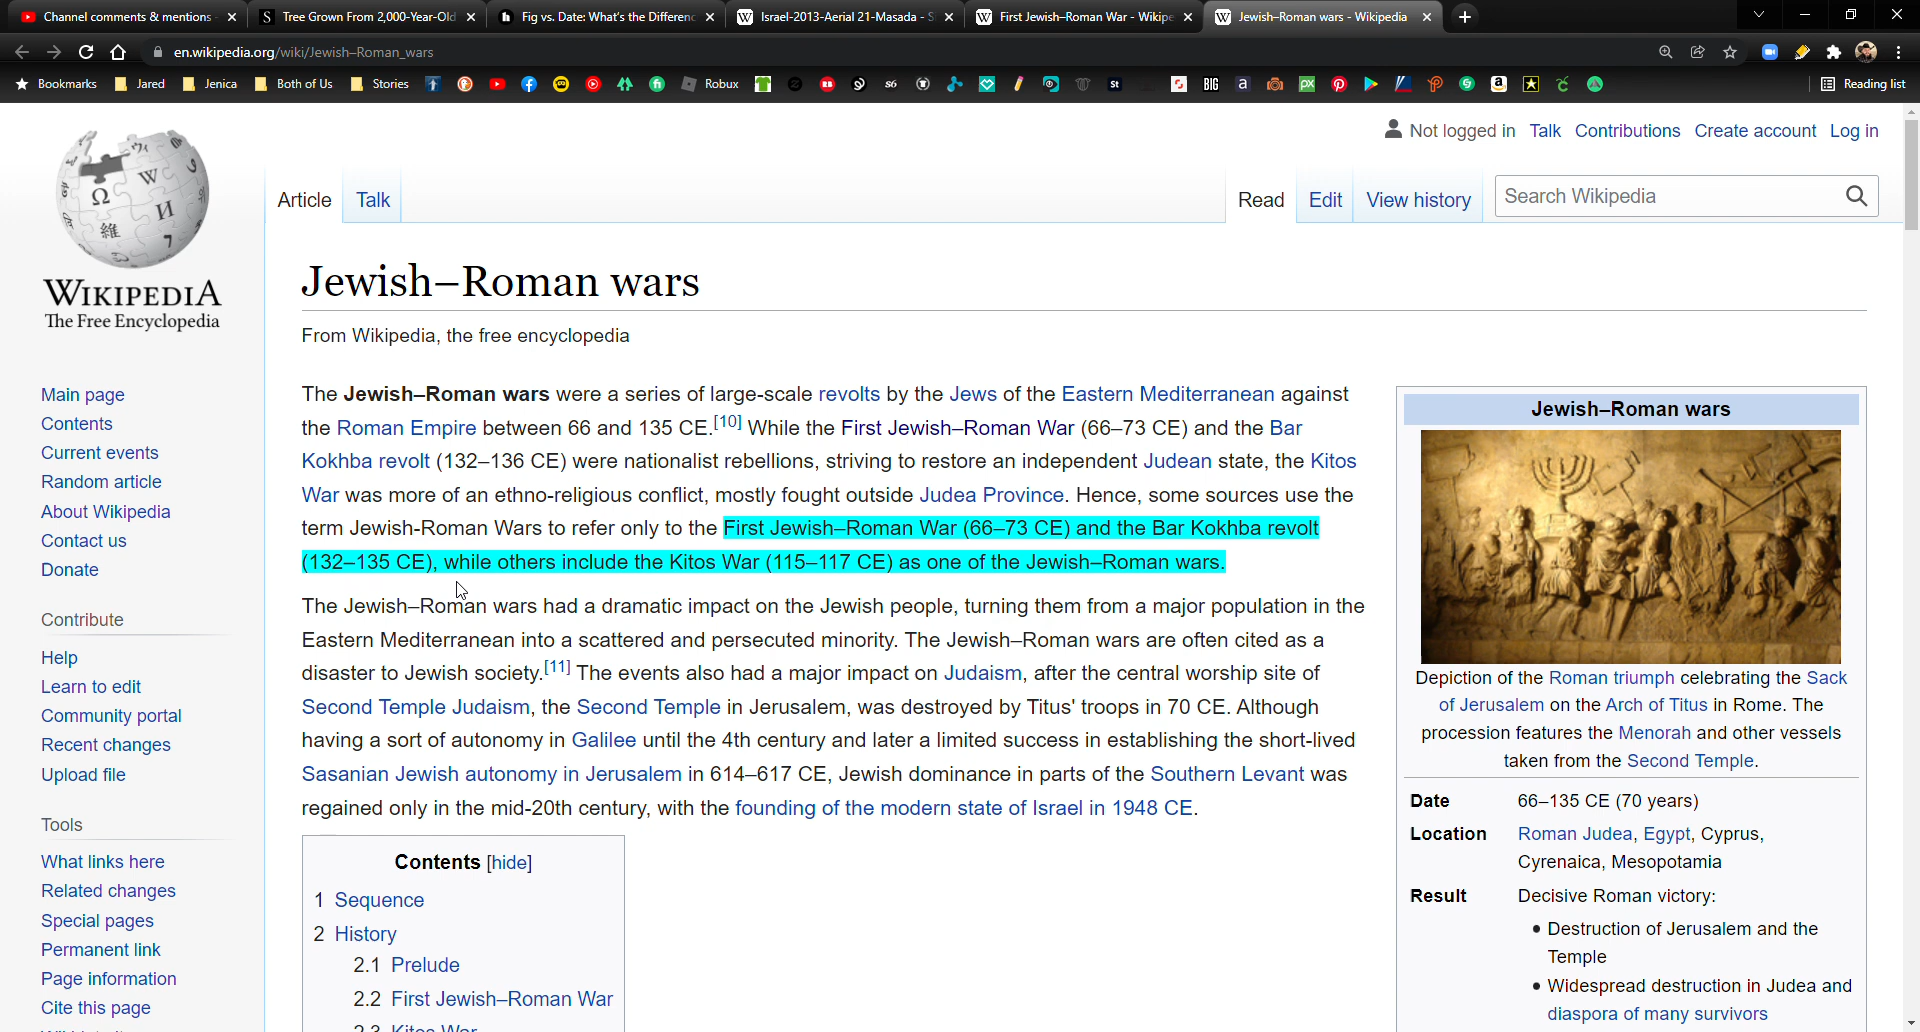 Channel comments & mentions
Tree Grown From 2,000-Year-Old
Fig vs. Date: What's the Differenc
Israel-2013-Aerial 21-Masada - S
First Jewish–Roman War - Wikipe
Jewish–Roman wars - Wikipedia
en.wikipedia.org/wiki/Jewish–Roman_wars
Bookmarks Jared Jenica Both of Us Stories Robux BIG Reading list
Not logged in Talk Contributions Create account Log in
Article Talk Read Edit View history Search Wikipedia
WIKIPEDIA
The Free Encyclopedia
Main page
Contents
Current events
Random article
About Wikipedia
Contact us
Donate
Contribute
Help
Learn to edit
Community portal
Recent changes
Upload file
Tools
What links here
Related changes
Special pages
Permanent link
Page information
Cite this page
Jewish–Roman wars
From Wikipedia, the free encyclopedia
The Jewish–Roman wars were a series of large-scale revolts by the Jews of the Eastern Mediterranean against
the Roman Empire between 66 and 135 CE.[10] While the First Jewish–Roman War (66–73 CE) and the Bar
Kokhba revolt (132–136 CE) were nationalist rebellions, striving to restore an independent Judean state, the Kitos
War was more of an ethno-religious conflict, mostly fought outside Judea Province. Hence, some sources use the
term Jewish-Roman Wars to refer only to the First Jewish–Roman War (66–73 CE) and the Bar Kokhba revolt
(132–135 CE), while others include the Kitos War (115–117 CE) as one of the Jewish–Roman wars.
The Jewish–Roman wars had a dramatic impact on the Jewish people, turning them from a major population in the
Eastern Mediterranean into a scattered and persecuted minority. The Jewish–Roman wars are often cited as a
disaster to Jewish society.[11] The events also had a major impact on Judaism, after the central worship site of
Second Temple Judaism, the Second Temple in Jerusalem, was destroyed by Titus' troops in 70 CE. Although
having a sort of autonomy in Galilee until the 4th century and later a limited success in establishing the short-lived
Sasanian Jewish autonomy in Jerusalem in 614–617 CE, Jewish dominance in parts of the Southern Levant was
regained only in the mid-20th century, with the founding of the modern state of Israel in 1948 CE.
Contents [hide]
1 Sequence
2 History
2.1 Prelude
2.2 First Jewish–Roman War
2.3 Kitos War
Jewish–Roman wars
Depiction of the Roman triumph celebrating the Sack
of Jerusalem on the Arch of Titus in Rome. The
procession features the Menorah and other vessels
taken from the Second Temple.
Date 66–135 CE (70 years)
Location Roman Judea, Egypt, Cyprus,
Cyrenaica, Mesopotamia
Result Decisive Roman victory:
• Destruction of Jerusalem and the
Temple
• Widespread destruction in Judea and
diaspora of many survivors